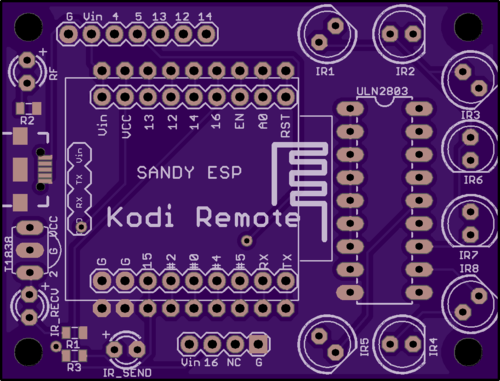 G Vin 4 5 13 12 14
IR1
IR2
+
RF
R2
ULN2803
IR3
Vin VCC 13 12 14 16 EN A0 RST
Vin
TX
RX
SANDY ESP
IR6
Kodi Remote
VCC
G
2
T1838
IR7
IR8
G G 15 #2 #0 #4 #5 RX TX
+
IR_RECV
R1
R3
+
IR_SEND
Vin 16 NC G
IR5
IR4